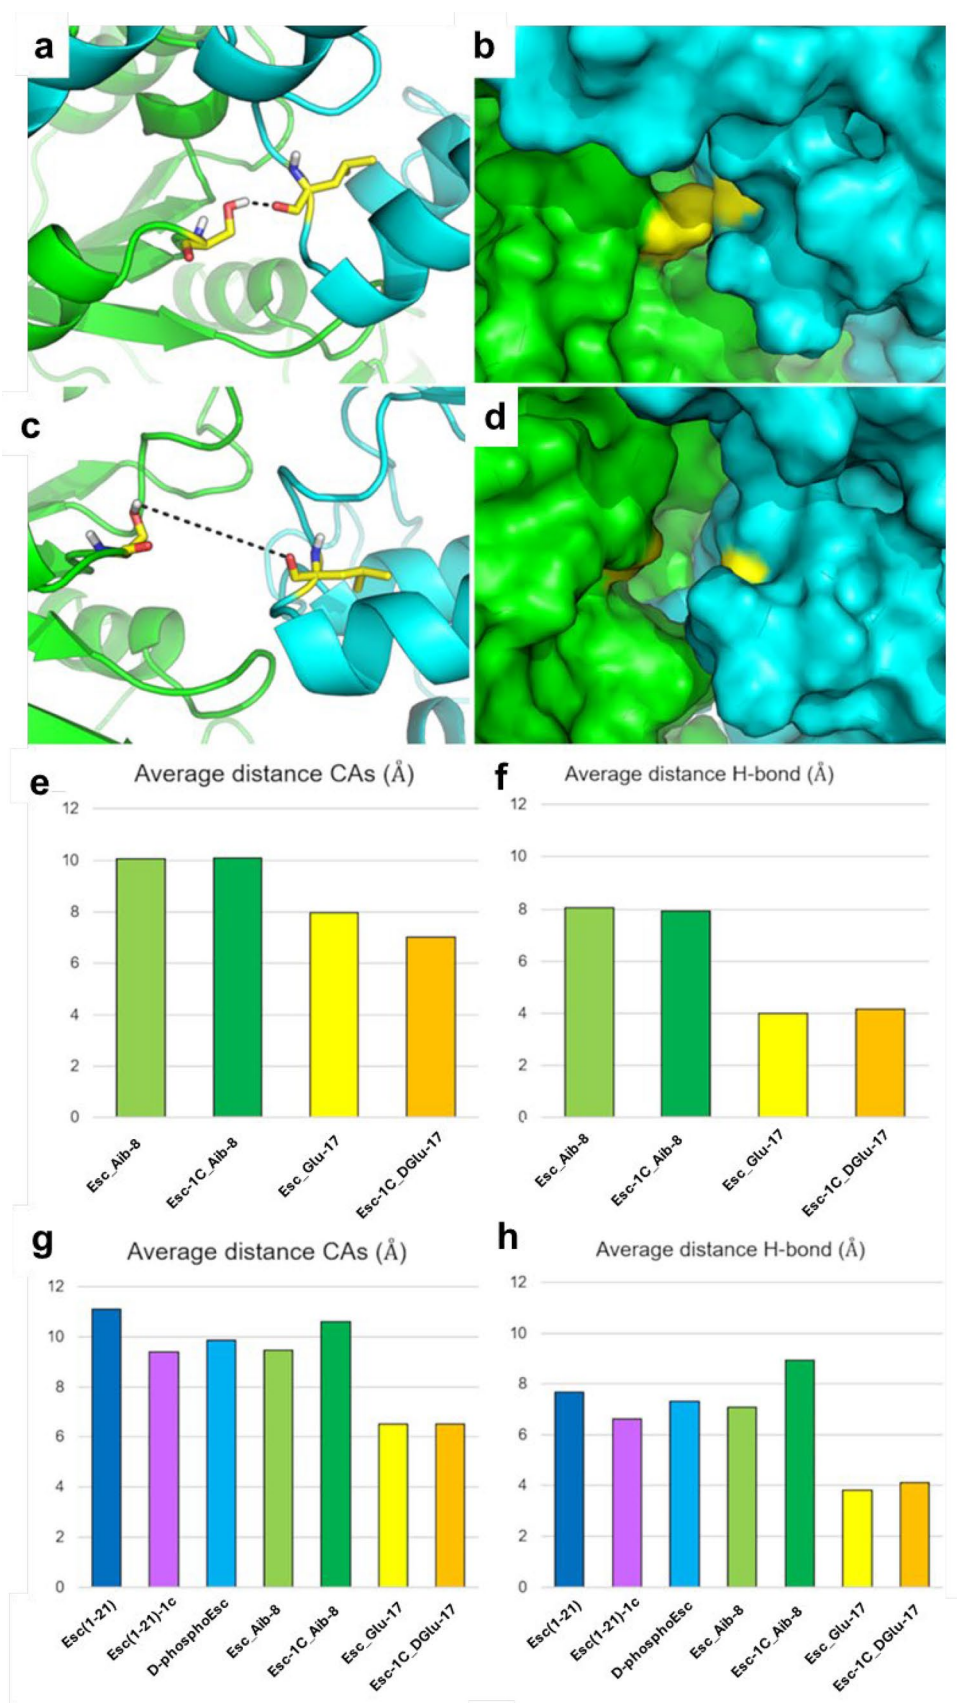 a
b
c
d
e
Average distance CAs (Å)
12
10
8
6
4
2
0
Esc_Aib-8
Esc-1C_Aib-8
Esc_Glu-17
Esc-1C_DGlu-17
f
Average distance H-bond (Å)
12
10
8
6
4
2
0
Esc_Aib-8
Esc-1C_Aib-8
Esc_Glu-17
Esc-1C_DGlu-17
g
Average distance CAs (Å)
12
10
8
6
4
2
0
Esc(1-21)
Esc(1-21)-1c
D-phosphoEsc
Esc_Aib-8
Esc-1C_Aib-8
Esc_Glu-17
Esc-1C_DGlu-17
h
Average distance H-bond (Å)
12
10
8
6
4
2
0
Esc(1-21)
Esc(1-21)-1c
D-phosphoEsc
Esc_Aib-8
Esc-1C_Aib-8
Esc_Glu-17
Esc-1C_DGlu-17